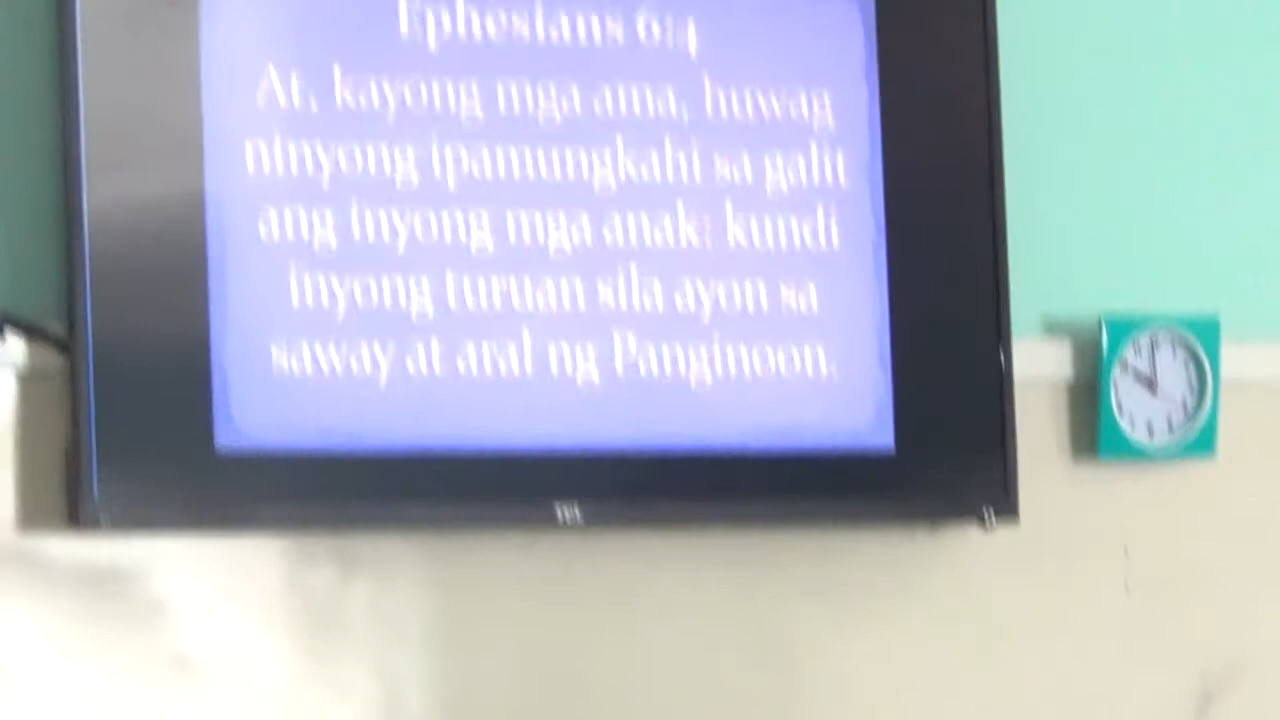 Ephesians 6:4
At, kayong mga ama, huwag
ninyong ipamungkahi sa galit
ang inyong mga anak: kundi
inyong turuan sila ayon sa
saway at aral ng Panginoon.